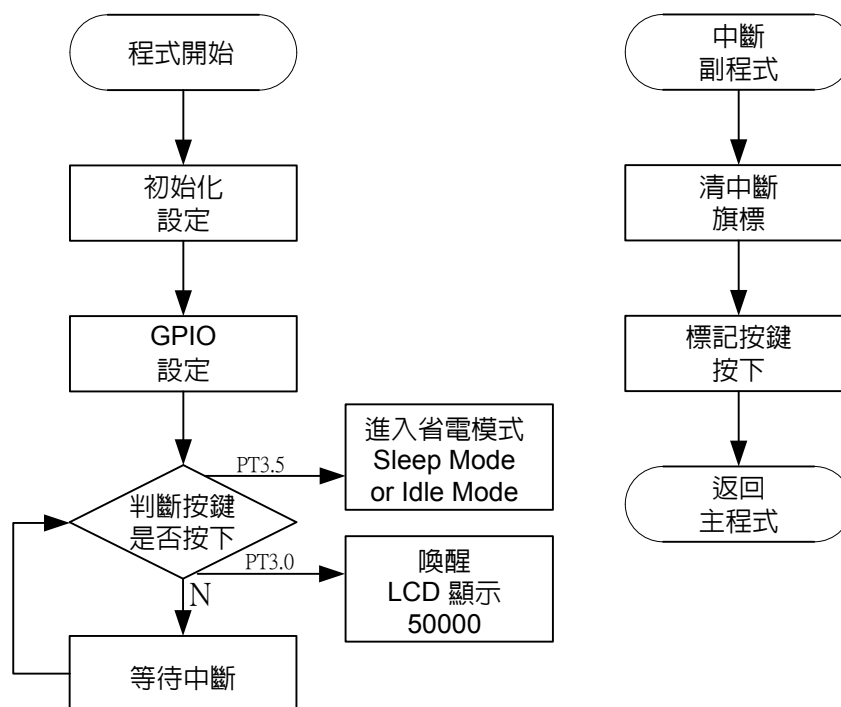 程式開始
初始化
設定
GPIO
設定
判斷按鍵
是否按下
PT3.5
進入省電模式
Sleep Mode
or Idle Mode
PT3.0
喚醒
LCD 顯示
50000
N
等待中斷
中斷
副程式
清中斷
旗標
標記按鍵
按下
返回
主程式